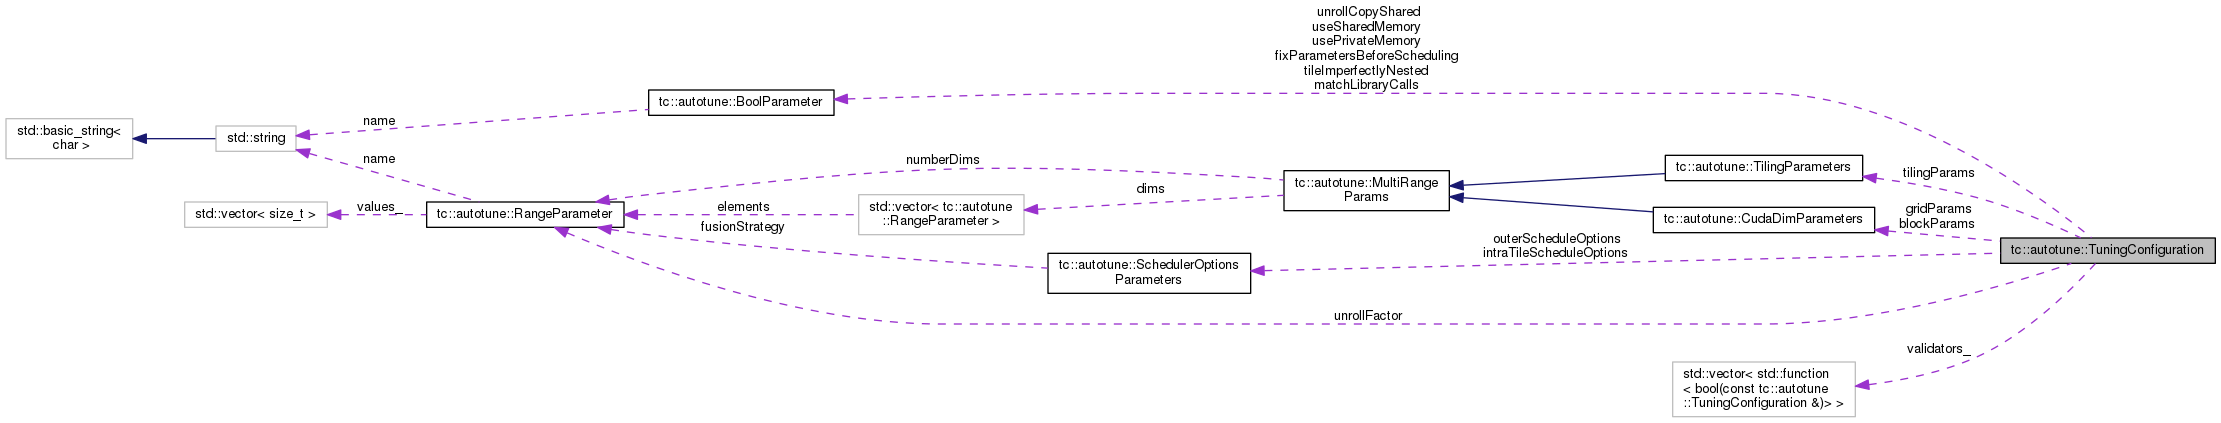 unrollCopyShared
useSharedMemory
usePrivateMemory
fixParametersBeforeScheduling
tileImperfectlyNested
matchLibraryCalls
tc::autotune::BoolParameter
name
std::basic_string<
char >
std::string
name
numberDims
tc::autotune::TilingParameters
tilingParams
tc::autotune::MultiRange
Params
dims
std::vector< size_t >
values_
tc::autotune::RangeParameter
elements
std::vector< tc::autotune
::RangeParameter >
tc::autotune::CudaDimParameters
gridParams
blockParams
fusionStrategy
outerScheduleOptions
intraTileScheduleOptions
tc::autotune::TuningConfiguration
tc::autotune::SchedulerOptions
Parameters
unrollFactor
validators_
std::vector< std::function
< bool(const tc::autotune
::TuningConfiguration &)> >